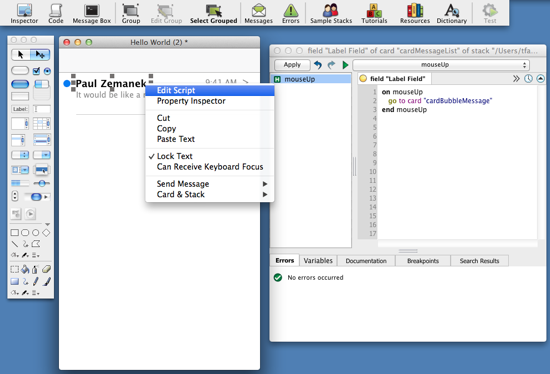 Inspector Code Message Box Group Edit Group Select Grouped Messages Errors Sample Stacks Tutorials Resources Dictionary Test
Hello World (2) *
Paul Zemanek 9:41 AM >
It would be like a
Edit Script
Property Inspector
Cut
Copy
Paste Text
Lock Text
Can Receive Keyboard Focus
Send Message
Card & Stack
Label:
field "Label Field" of card "cardMessageList" of stack "/Users/tfa...
Apply mouseUp
M mouseUp
field "Label Field"
1 on mouseUp
2 go to card "cardBubbleMessage"
3 end mouseUp
4
5
6
7
8
9
10
11
12
13
14
15
16
17
Errors Variables Documentation Breakpoints Search Results
No errors occurred